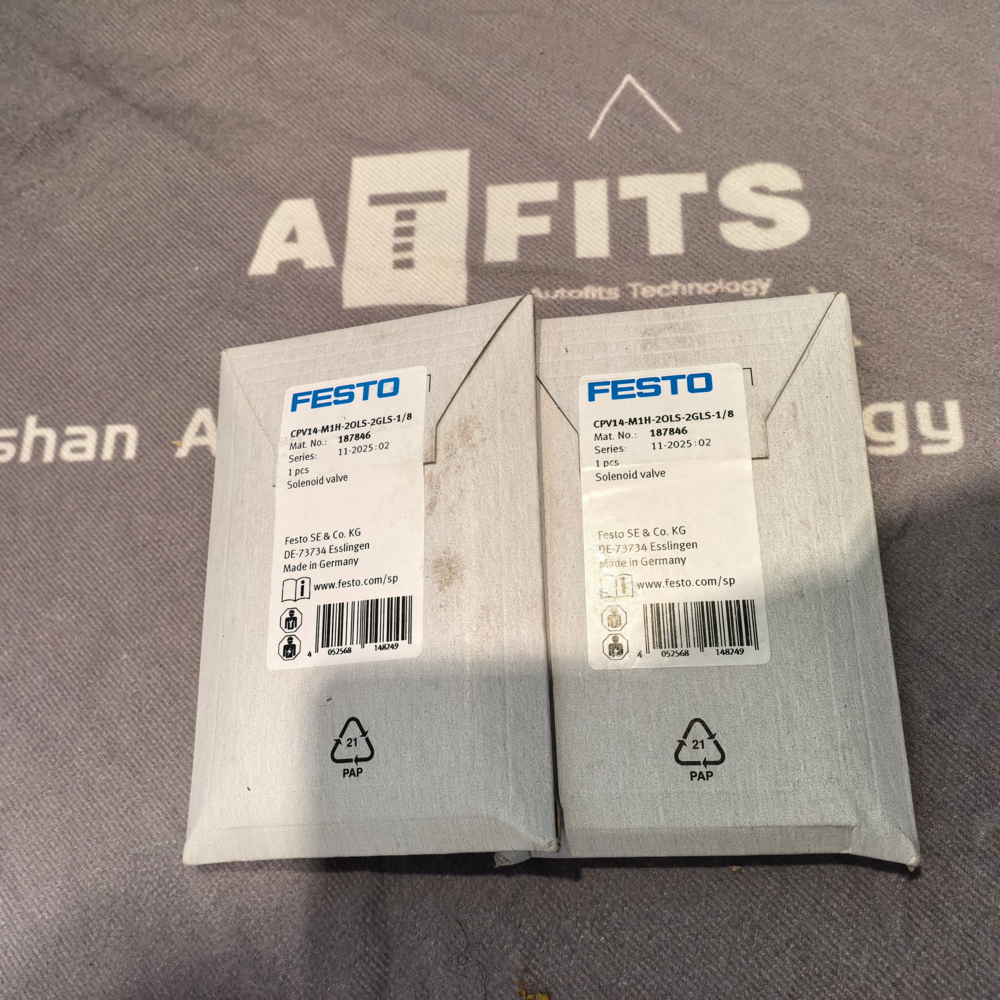 ATFITS
Autofits Technology
shan A
gy
FESTO
CPV14-M1H-2OLS-2GLS-1/8
Mat. No.: 187846
Series: 11-2025:02
1 pcs
Solenoid valve
Festo SE & Co. KG
DE-73734 Esslingen
Made in Germany
www.festo.com/sp
4 052568 148249
21
PAP
FESTO
CPV14-M1H-2OLS-2GLS-1/8
Mat. No.: 187846
Series: 11-2025:02
1 pcs
Solenoid valve
Festo SE & Co. KG
DE-73734 Esslingen
Made in Germany
www.festo.com/sp
4 052568 148249
21
PAP